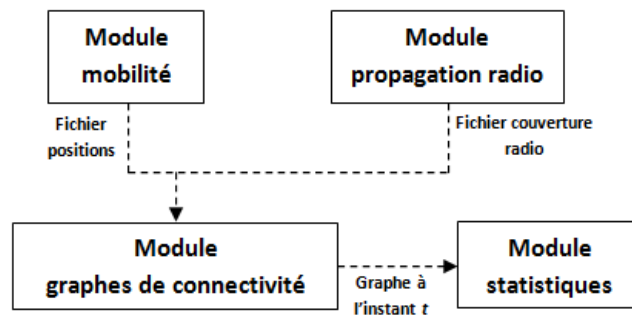 Module
mobilité
Module
propagation radio
Fichier
positions
Fichier couverture
radio
Module
graphes de connectivité
Graphe à
l'instant t
Module
statistiques